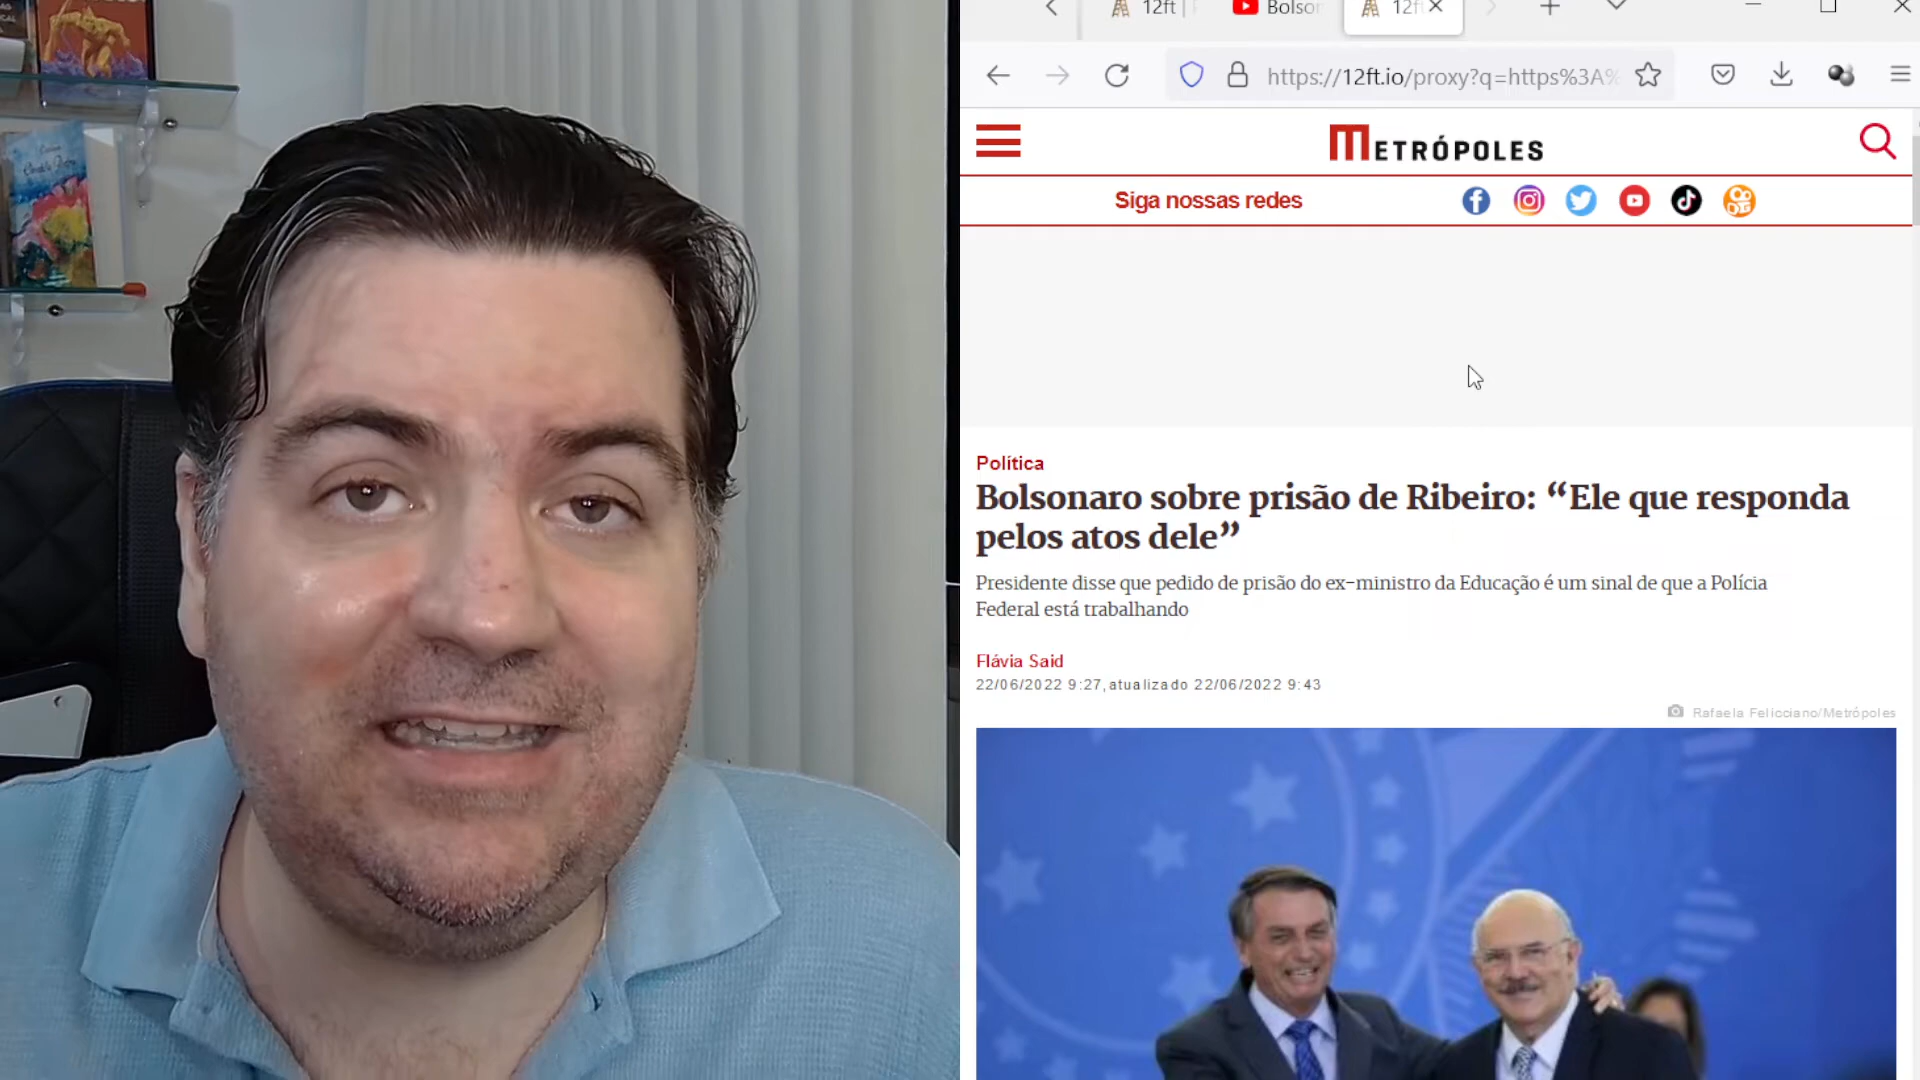 12ft
Bolsor
12f
https://12ft.io/proxy?q=https%3A%
METRÓPOLES
Siga nossas redes
Política
Bolsonaro sobre prisão de Ribeiro: “Ele que responda
pelos atos dele”
Presidente disse que pedido de prisão do ex-ministro da Educação é um sinal de que a Polícia
Federal está trabalhando
Flávia Said
22/06/2022 9:27, atualizado 22/06/2022 9:43
Rafaela Felicciano/Metrópoles